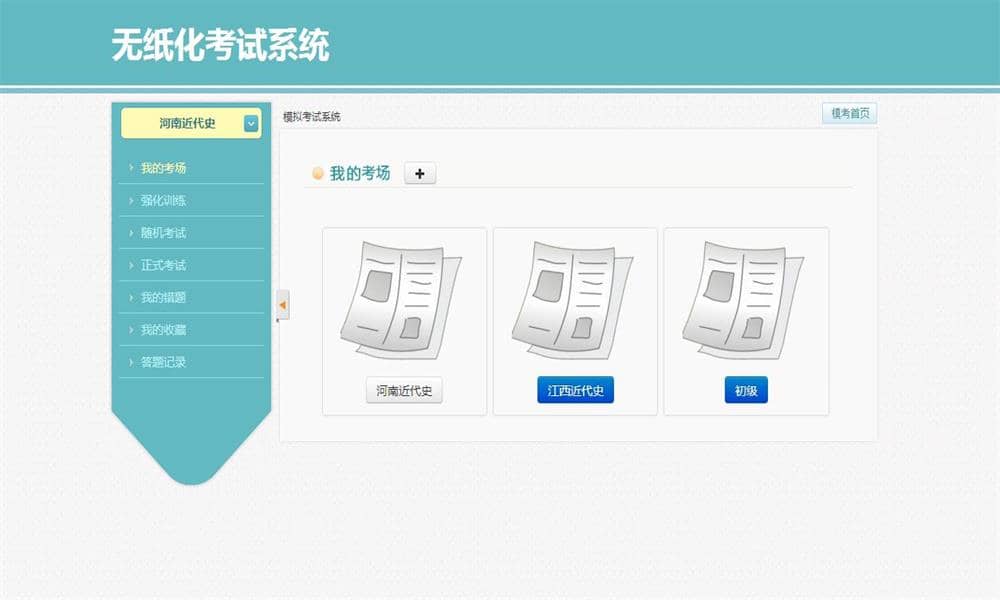 无纸化考试系统
河南近代史
我的考场
强化训练
随机考试
正式考试
我的错题
我的收藏
答题记录
模拟考试系统
模考首页
我的考场
河南近代史
江西近代史
初级